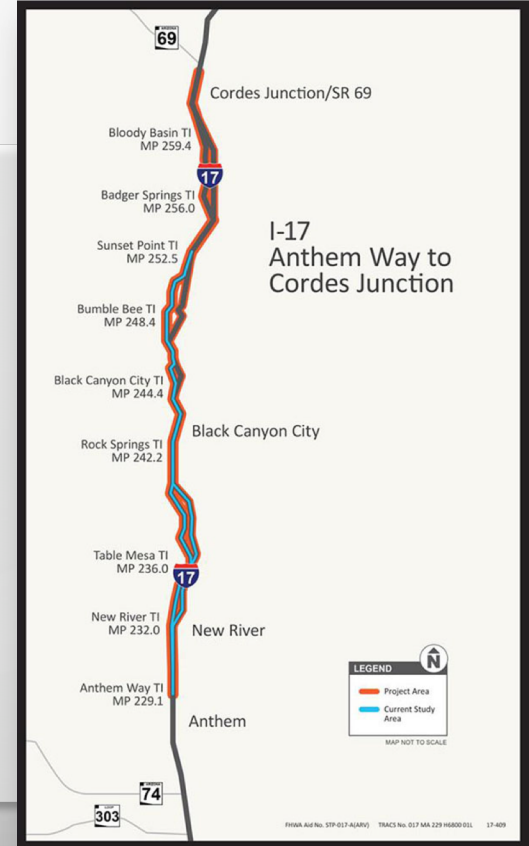 ARIZONA
69
Cordes Junction/SR 69
Bloody Basin TI
MP 259.4
17
Badger Springs TI
MP 256.0
I-17
Anthem Way to
Cordes Junction
Sunset Point TI
MP 252.5
Bumble Bee TI
MP 248.4
Black Canyon City TI
MP 244.4
Black Canyon City
Rock Springs TI
MP 242.2
Table Mesa TI
MP 236.0
17
New River TI
MP 232.0
New River
Anthem Way TI
MP 229.1
Anthem
N
LEGEND
Project Area
Current Study
Area
MAP NOT TO SCALE
ARIZONA
74
LOOP
303
FHWA Aid No. STP-017-A(ARV) TRACS No. 017 MA 229 H6800 01L 17-409